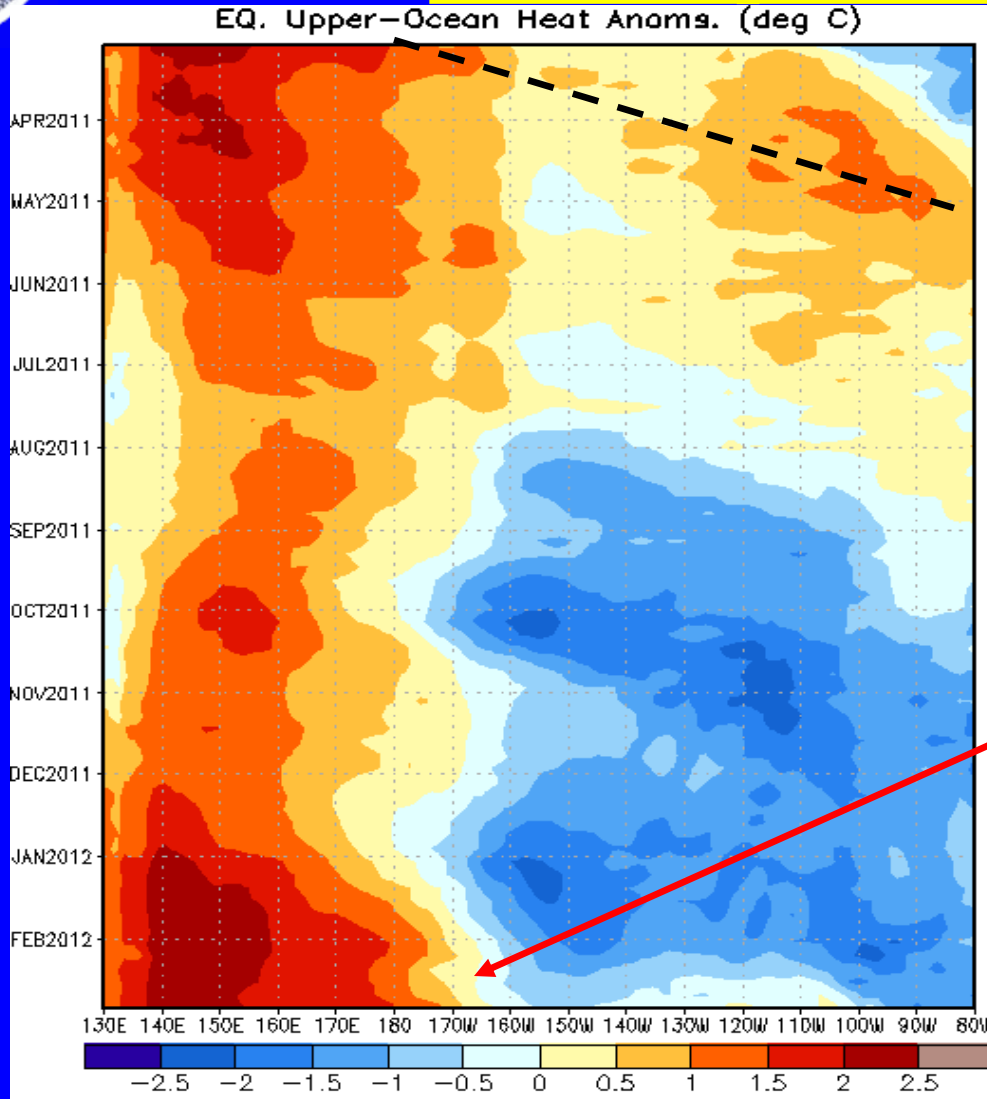 EQ. Upper-Ocean Heat Anoms. (deg C)
APR2011
MAY2011
JUN2011
JUL2011
AUG2011
SEP2011
OCT2011
NOV2011
DEC2011
JAN2012
FEB2012
130E 140E 150E 160E 170E 180 170W 160W 150W 140W 130W 120W 110W 100W 90W 80W
-2.5 -2 -1.5 -1 -0.5 0 0.5 1 1.5 2 2.5